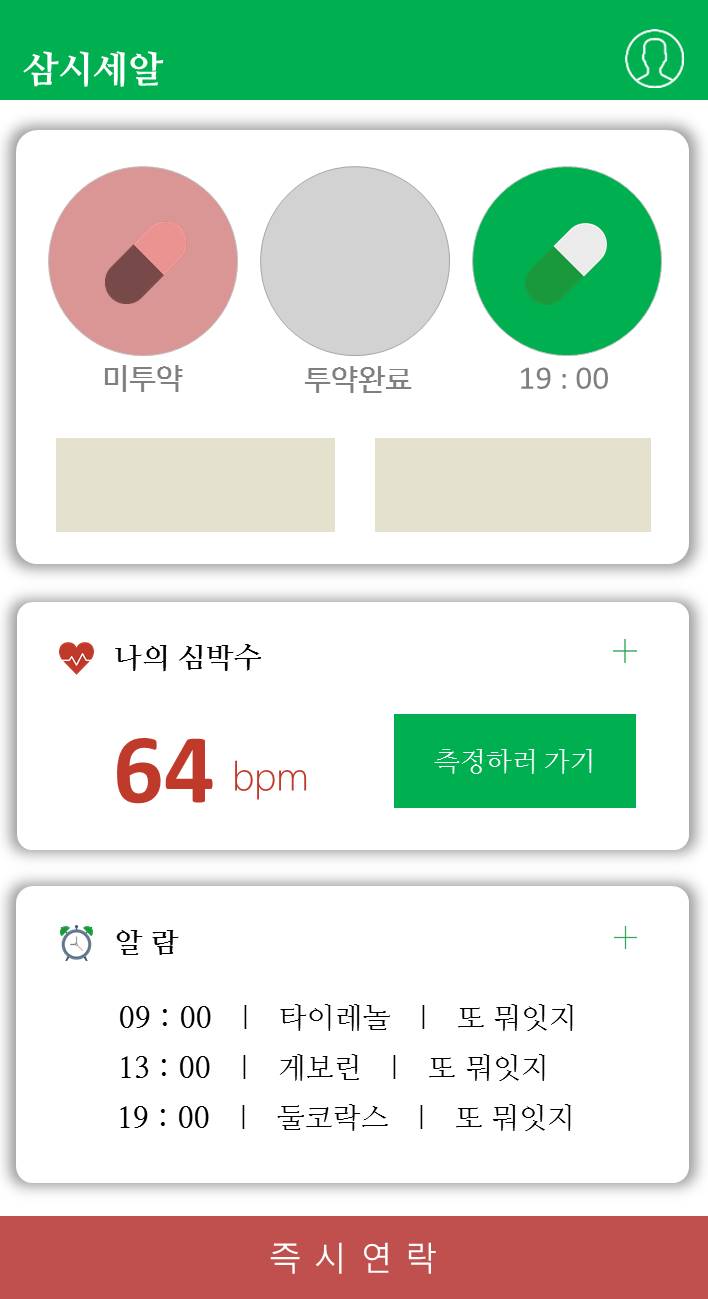 삼시세알
미투약 투약완료 19 : 00
나의 심박수
64 bpm 측정하러 가기
알 람
09 : 00 | 타이레놀 | 또 뭐잇지
13 : 00 | 게보린 | 또 뭐잇지
19 : 00 | 둘코락스 | 또 뭐잇지
즉 시 연 락